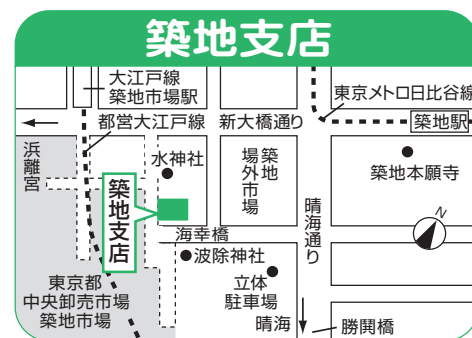 築地支店
大江戸線
築地市場駅
東京メトロ日比谷線
都営大江戸線
新大橋通り
築地駅
浜離宮
水神社
築地
場外市場
築地本願寺
築地支店
晴海通り
N
海幸橋
波除神社
東京都
中央卸売市場
築地市場
立体
駐車場
晴海
勝鬨橋